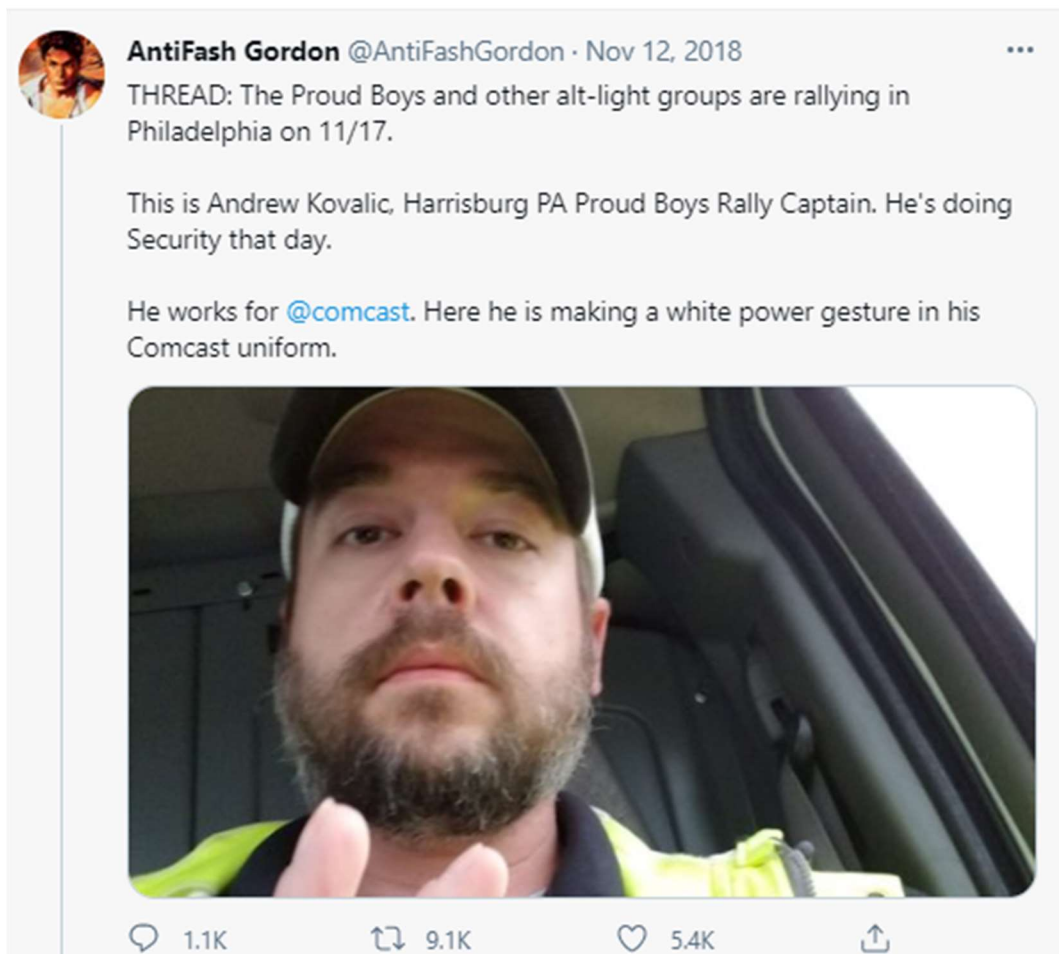 AntiFash Gordon @AntiFashGordon · Nov 12, 2018
THREAD: The Proud Boys and other alt-light groups are rallying in
Philadelphia on 11/17.
This is Andrew Kovalic, Harrisburg PA Proud Boys Rally Captain. He's doing
Security that day.
He works for @comcast. Here he is making a white power gesture in his
Comcast uniform.
1.1K 9.1K 5.4K